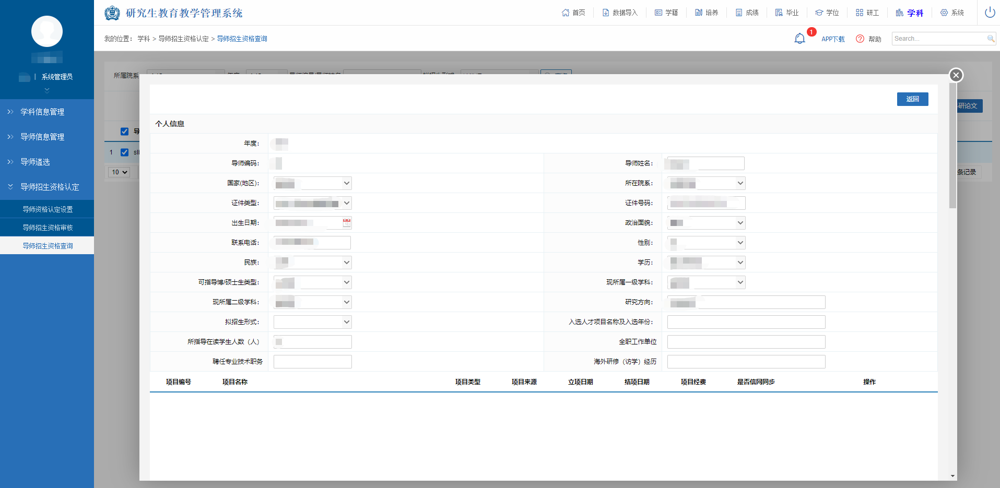 研究生教育教学管理系统
首页
数据导入
学籍
培养
成绩
毕业
学位
研工
学科
系统
我的位置： 学科 > 导师招生资格认定 > 导师招生资格查询
1
APP下载
帮助
Search...
系统管理员
学科信息管理
导师信息管理
导师遴选
导师招生资格认定
导师资格认定设置
导师招生资格审核
导师招生资格查询
所属院系
研论文
导
1
10
条记录
返回
个人信息
年度：
导师编码：
导师姓名：
国家(地区)：
所在院系：
证件类型：
证件号码：
出生日期：
政治面貌：
联系电话：
性别：
民族：
学历：
可指导博/硕士生类型：
现所属一级学科：
现所属二级学科：
研究方向：
拟招生形式：
入选人才项目名称及入选年份：
所指导在读学生人数（人）
全职工作单位
聘任专业技术职务
海外研修（访学）经历
项目编号 项目名称 项目类型 项目来源 立项日期 结项日期 项目经费 是否信网同步 操作